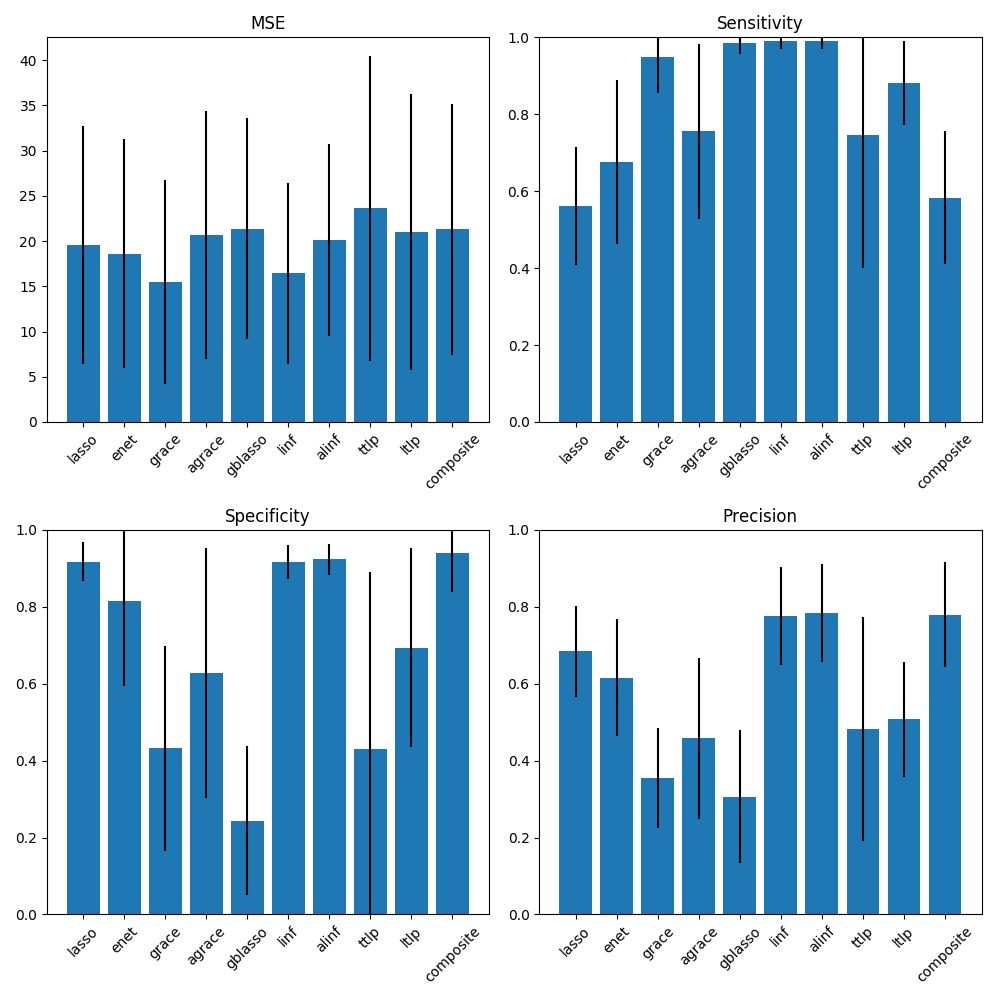 MSE
40
35
30
25
20
15
10
5
0
lasso
enet
grace
agrace
gblasso
linf
alinf
ttlp
ltlp
composite
Sensitivity
1.0
0.8
0.6
0.4
0.2
0.0
lasso
enet
grace
agrace
gblasso
linf
alinf
ttlp
ltlp
composite
Specificity
1.0
0.8
0.6
0.4
0.2
0.0
lasso
enet
grace
agrace
gblasso
linf
alinf
ttlp
ltlp
composite
Precision
1.0
0.8
0.6
0.4
0.2
0.0
lasso
enet
grace
agrace
gblasso
linf
alinf
ttlp
ltlp
composite